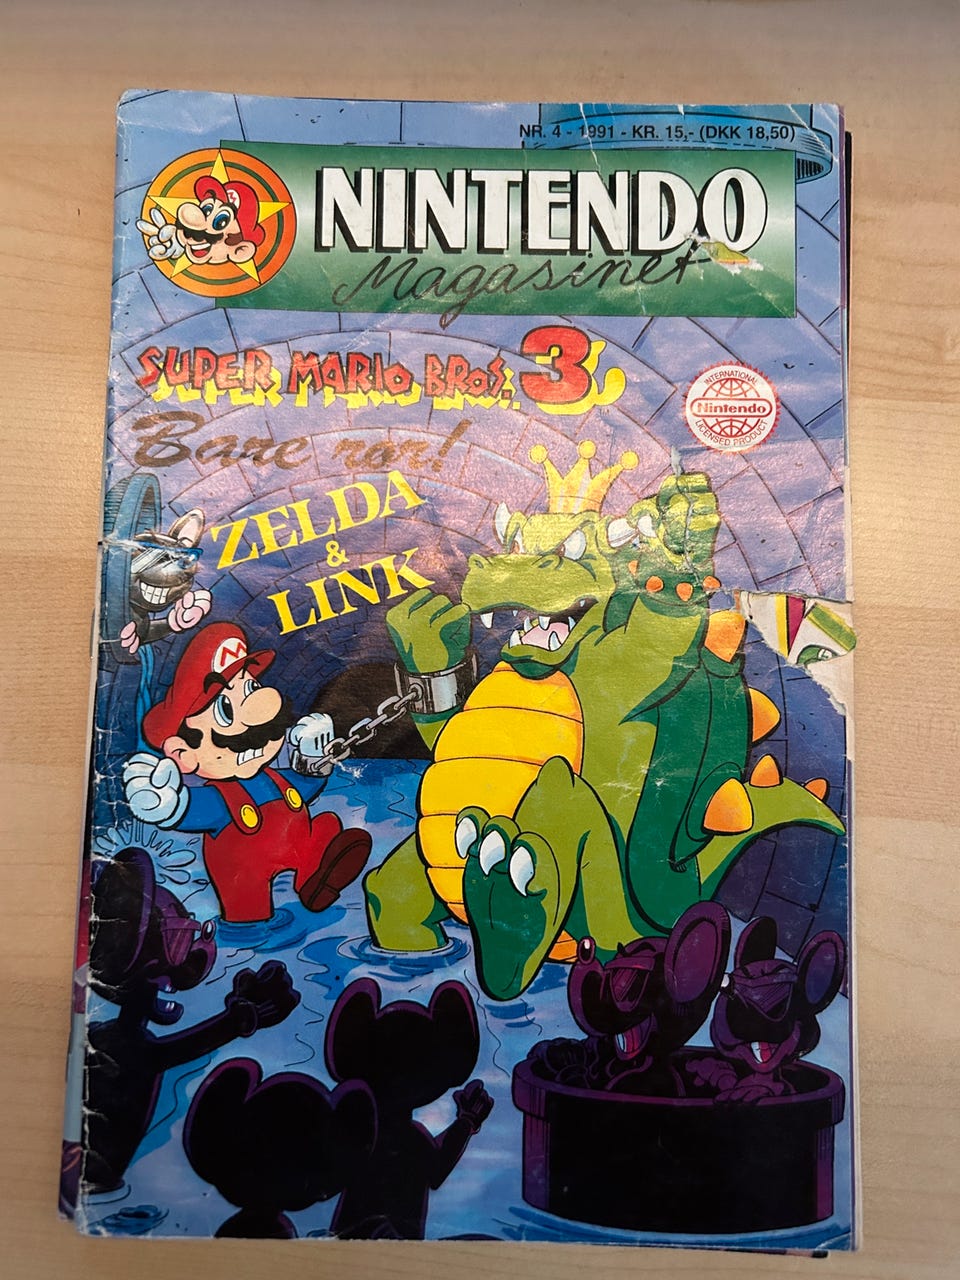 NR. 4 - 1991 - KR. 15,- (DKK 18,50)
NINTENDO
Magasinet
SUPER MARIO BROS. 3
Bare rør!
INTERNATIONAL
Nintendo
LICENSED PRODUCT
ZELDA
&
LINK
M